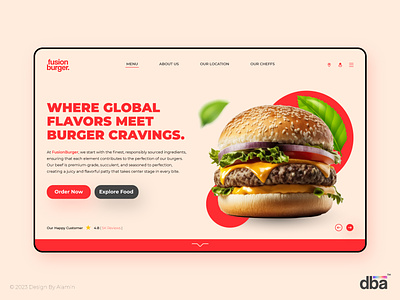 fusion
burger.
MENU
ABOUT US
OUR LOCATION
OUR CHEFFS
WHERE GLOBAL
FLAVORS MEET
BURGER CRAVINGS.
At FusionBurger, we start with the finest, responsibly sourced ingredients,
ensuring that each element contributes to the perfection of our burgers.
Our beef is premium grade, succulent, and seasoned to perfection,
creating a juicy and flavorful patty that takes center stage in every bite.
Order Now
Explore Food
Our Happy Customer
4.8
© 2023 Design By
dba